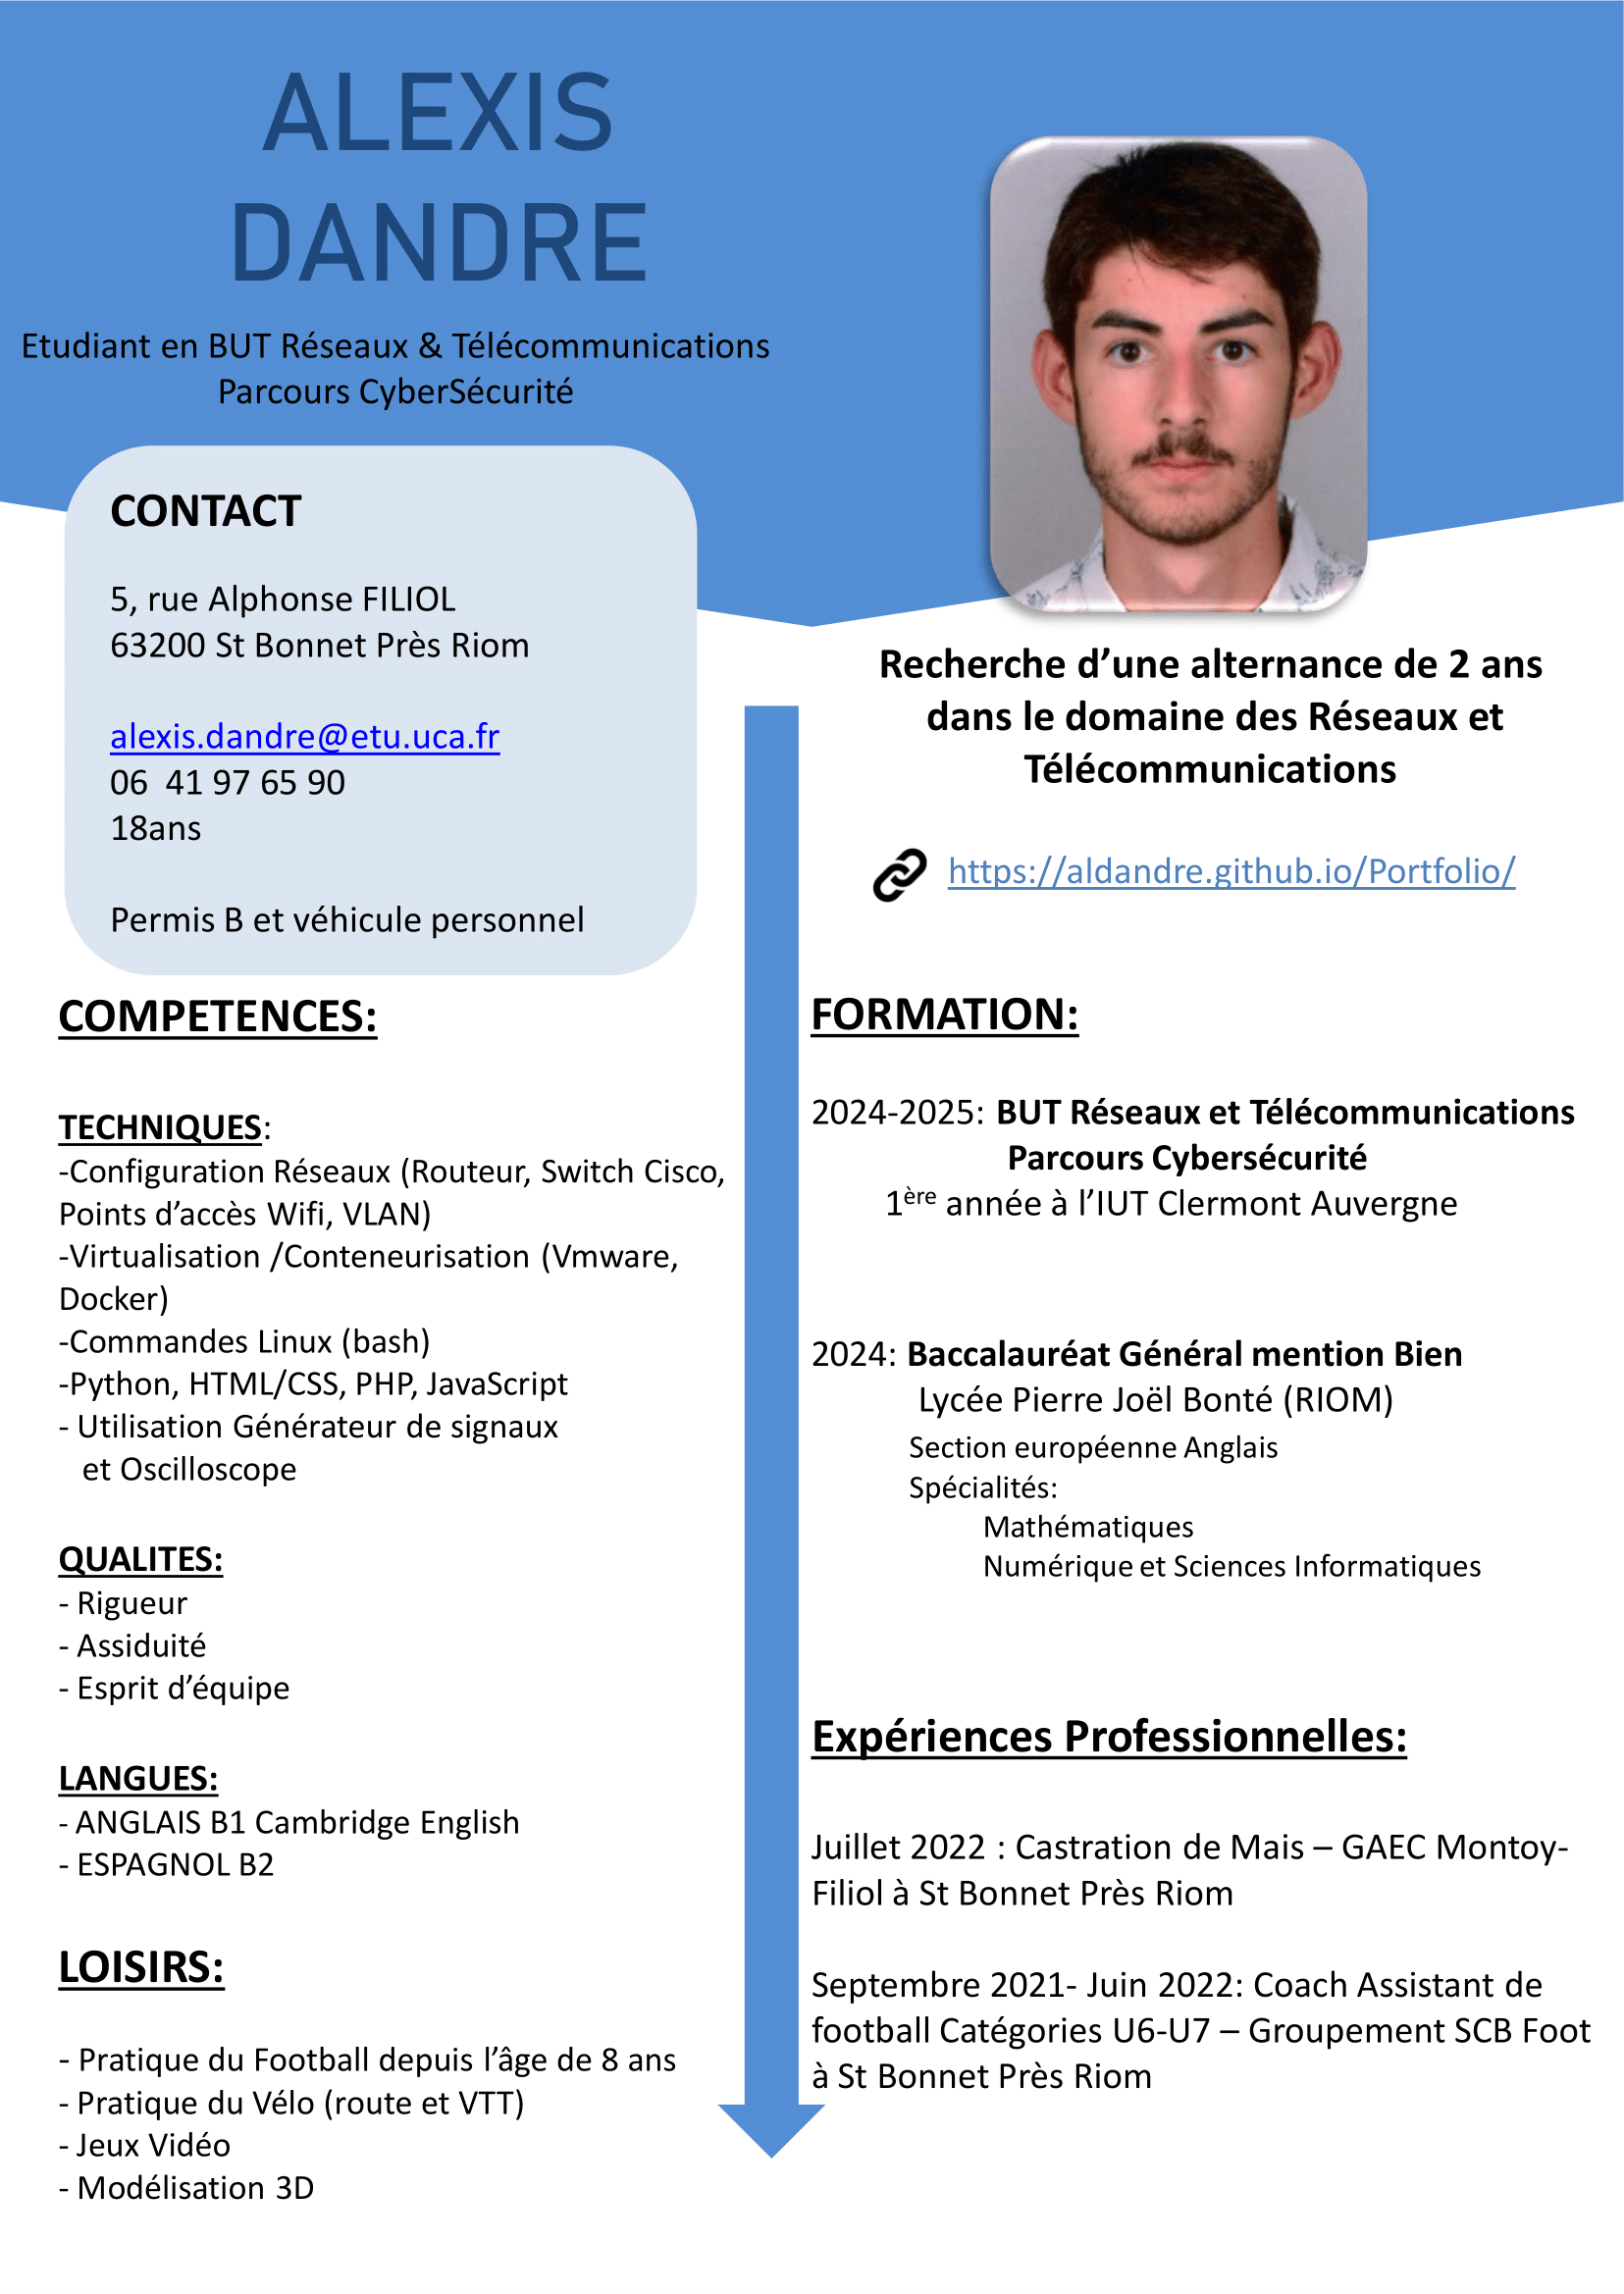 ALEXIS
DANDRE
Etudiant en BUT Réseaux & Télécommunications
Parcours CyberSécurité
CONTACT
5, rue Alphonse FILIOL
63200 St Bonnet Près Riom
alexis.dandre@etu.uca.fr
06  41 97 65 90
18ans
Permis B et véhicule personnel
Recherche d’une alternance de 2 ans
dans le domaine des Réseaux et
Télécommunications
https://aldandre.github.io/Portfolio/
COMPETENCES:
TECHNIQUES:
-Configuration Réseaux (Routeur, Switch Cisco,
Points d’accès Wifi, VLAN)
-Virtualisation /Conteneurisation (Vmware,
Docker)
-Commandes Linux (bash)
-Python, HTML/CSS, PHP, JavaScript
- Utilisation Générateur de signaux
et Oscilloscope
QUALITES:
- Rigueur
- Assiduité
- Esprit d’équipe
LANGUES:
- ANGLAIS B1 Cambridge English
- ESPAGNOL B2
LOISIRS:
- Pratique du Football depuis l’âge de 8 ans
- Pratique du Vélo (route et VTT)
- Jeux Vidéo
- Modélisation 3D
FORMATION:
2024-2025: BUT Réseaux et Télécommunications
Parcours Cybersécurité
1ère année à l’IUT Clermont Auvergne
2024: Baccalauréat Général mention Bien
Lycée Pierre Joël Bonté (RIOM)
Section européenne Anglais
Spécialités:
Mathématiques
Numérique et Sciences Informatiques
Expériences Professionnelles:
Juillet 2022 : Castration de Mais – GAEC Montoy-
Filiol à St Bonnet Près Riom
Septembre 2021- Juin 2022: Coach Assistant de
football Catégories U6-U7 – Groupement SCB Foot
à St Bonnet Près Riom